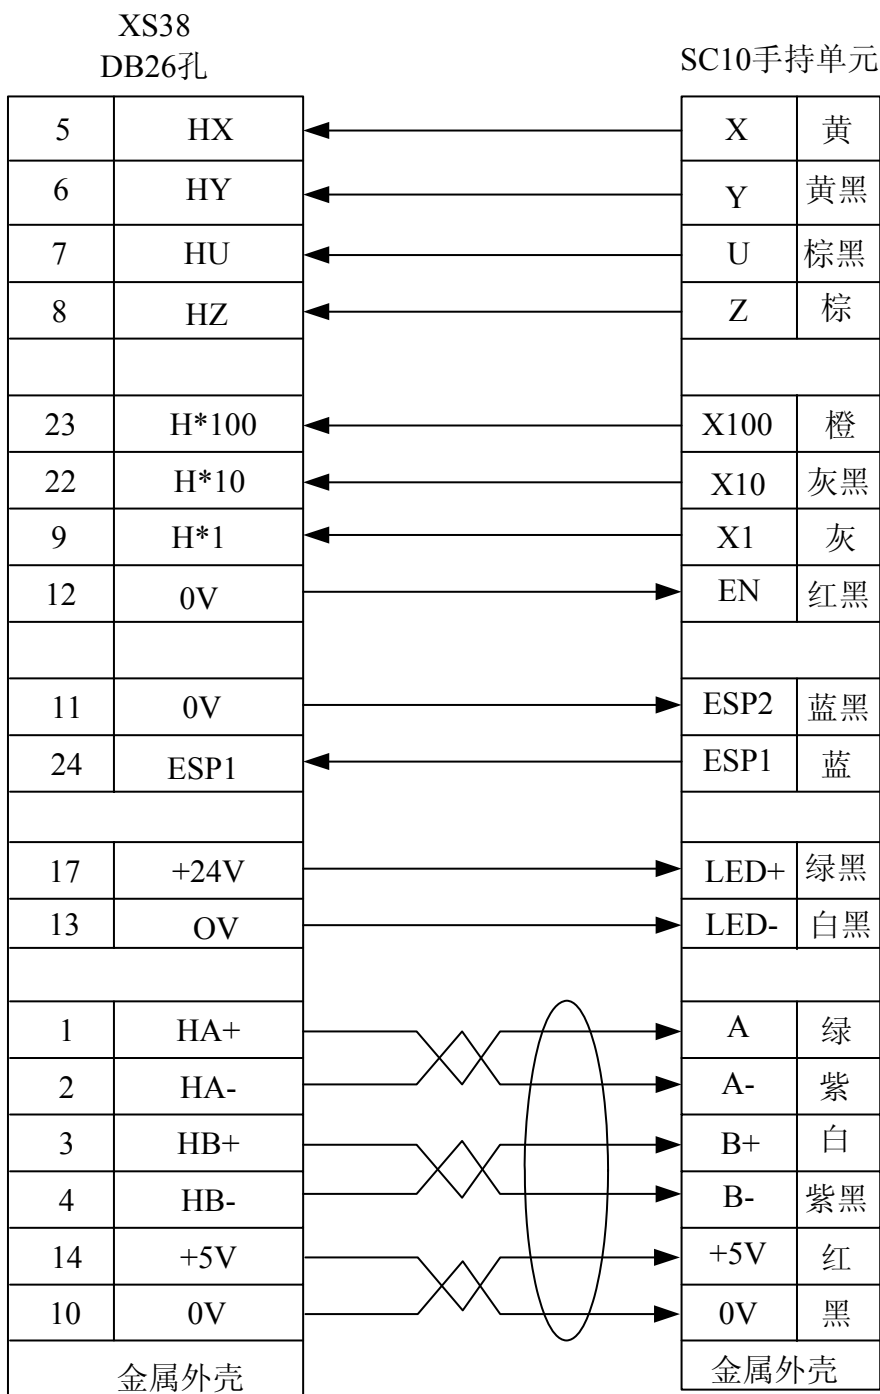 XS38
DB26孔
SC10手持单元
5 HX X 黄
6 HY Y 黄黑
7 HU U 棕黑
8 HZ Z 棕
23 H*100 X100 橙
22 H*10 X10 灰黑
9 H*1 X1 灰
12 0V EN 红黑
11 0V ESP2 蓝黑
24 ESP1 ESP1 蓝
17 +24V LED+ 绿黑
13 OV LED- 白黑
1 HA+ A 绿
2 HA- A- 紫
3 HB+ B+ 白
4 HB- B- 紫黑
14 +5V +5V 红
10 0V 0V 黑
金属外壳 金属外壳